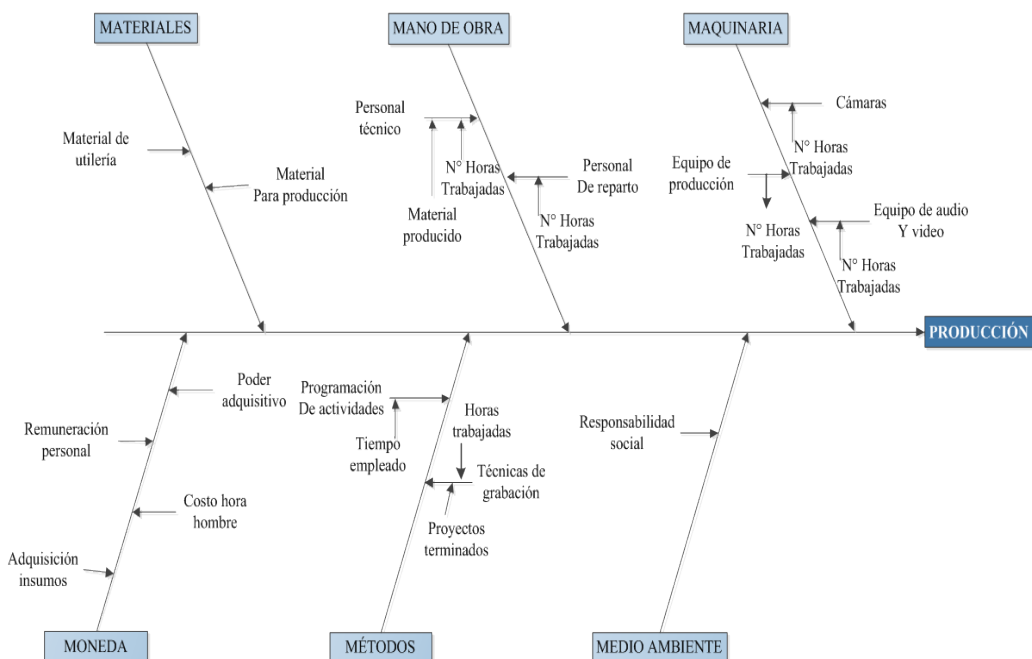 MATERIALES
MANO DE OBRA
MAQUINARIA
Material de
utilería
Material
Para producción
Personal
técnico
N° Horas
Trabajadas
Material
producido
Personal
De reparto
N° Horas
Trabajadas
Cámaras
N° Horas
Trabajadas
Equipo de
producción
N° Horas
Trabajadas
Equipo de audio
Y video
N° Horas
Trabajadas
PRODUCCIÓN
Poder
adquisitivo
Remuneración
personal
Costo hora
hombre
Adquisición
insumos
Programación
De actividades
Tiempo
empleado
Horas
trabajadas
Técnicas de
grabación
Proyectos
terminados
Responsabilidad
social
MONEDA
MÉTODOS
MEDIO AMBIENTE